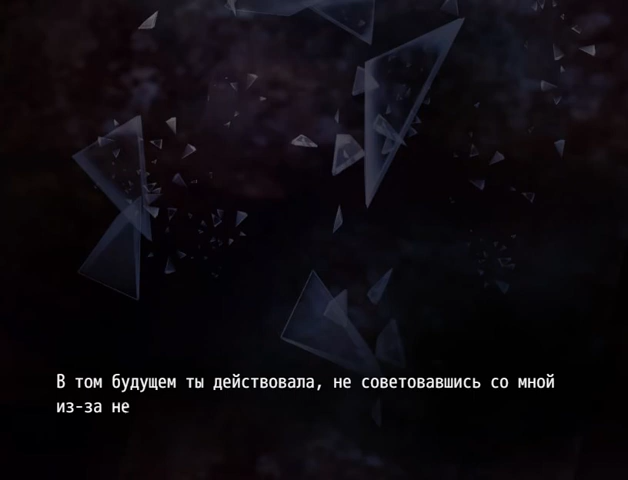 В том будущем ты действовала, не советовавшись со мной
из-за не